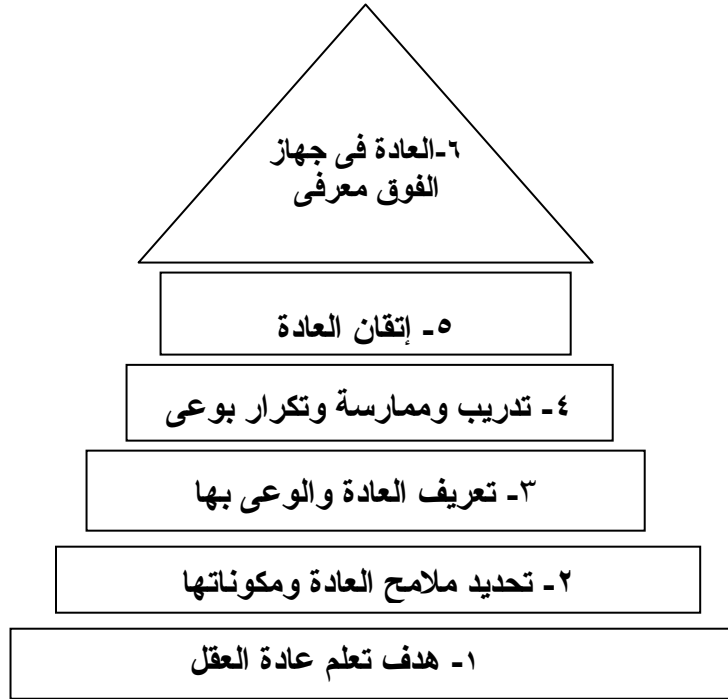 ٦-العادة فى جهاز
الفوق معرفى
٥- إتقان العادة
٤- تدريب وممارسة وتكرار بوعى
٣- تعريف العادة والوعى بها
٢- تحديد ملامح العادة ومكوناتها
١- هدف تعلم عادة العقل